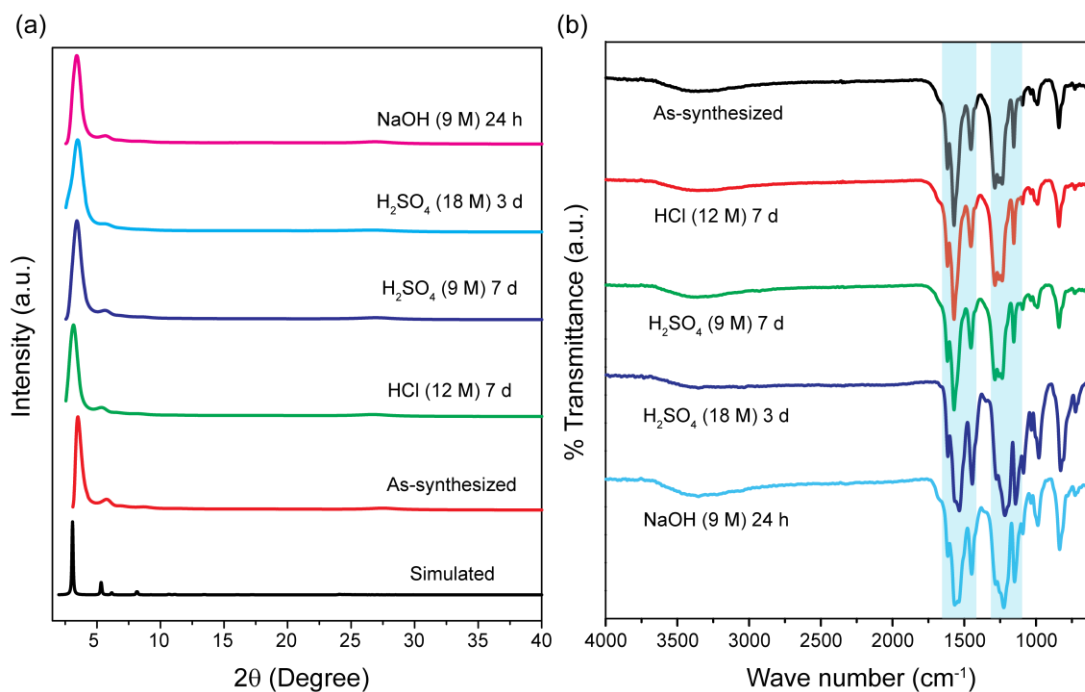 (a)
Intensity (a.u.)
NaOH (9 M) 24 h
H₂SO₄ (18 M) 3 d
H₂SO₄ (9 M) 7 d
HCl (12 M) 7 d
As-synthesized
Simulated
5 10 15 20 25 30 35 40
2θ (Degree)
(b)
% Transmittance (a.u.)
As-synthesized
HCl (12 M) 7 d
H₂SO₄ (9 M) 7 d
H₂SO₄ (18 M) 3 d
NaOH (9 M) 24 h
4000 3500 3000 2500 2000 1500 1000
Wave number (cm⁻¹)